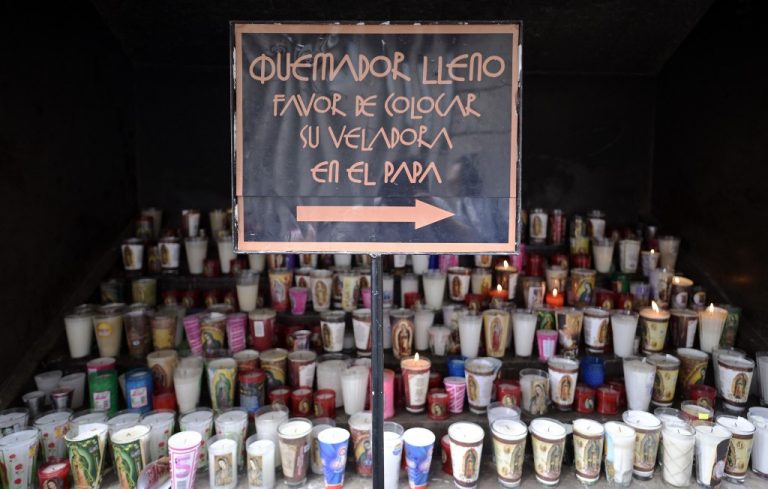 QUEMADOR LLENO
FAVOR DE COLOCAR
SU VELADORA
EN EL PAPA